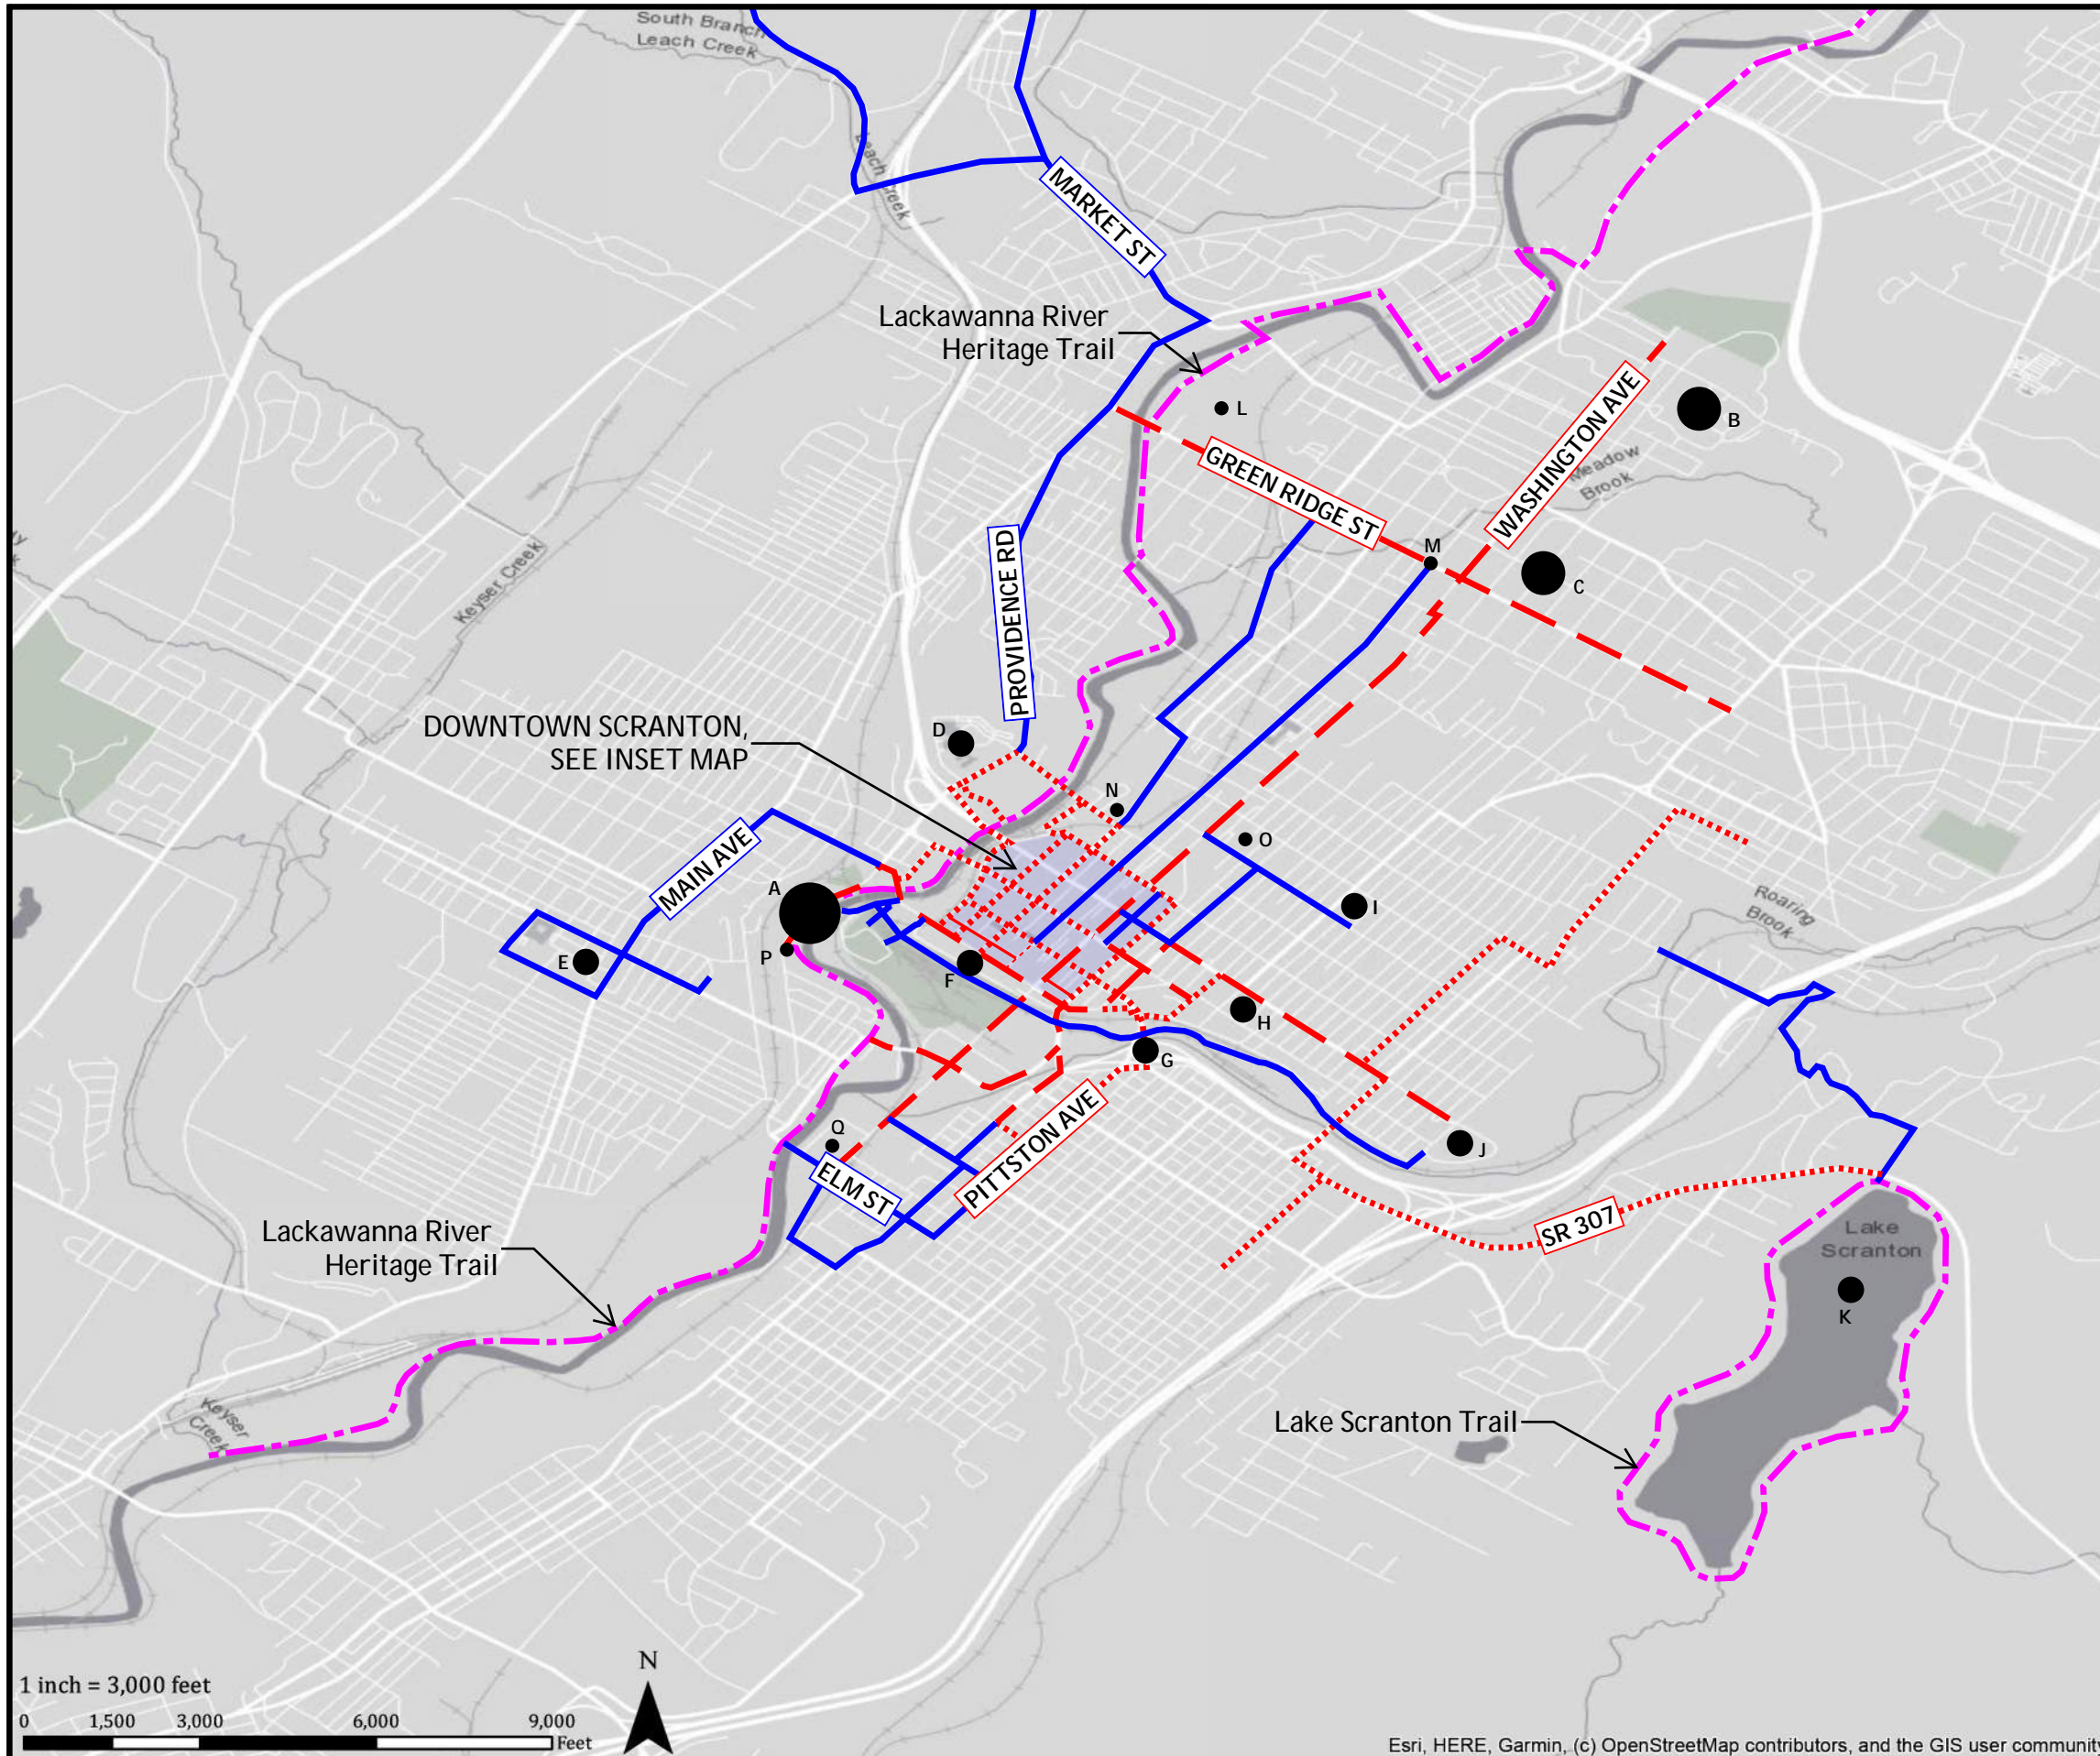 South Branch
Leach Creek
Leach Creek
MARKET ST
Lackawanna River
Heritage Trail
L
B
WASHINGTON AVE
GREEN RIDGE ST
Meadow
Brook
Keyser Creek
PROVIDENCE RD
M
C
DOWNTOWN SCRANTON,
SEE INSET MAP
D
N
O
MAIN AVE
A
I
Roaring
Brook
P
E
F
H
G
Q
ELM ST
PITTSTON AVE
J
SR 307
Lake
Scranton
K
Lackawanna River
Heritage Trail
Keyser
Creek
Lake Scranton Trail
N
1 inch = 3,000 feet
0 1,500 3,000 6,000 9,000
Feet
Esri, HERE, Garmin, (c) OpenStreetMap contributors, and the GIS user communit